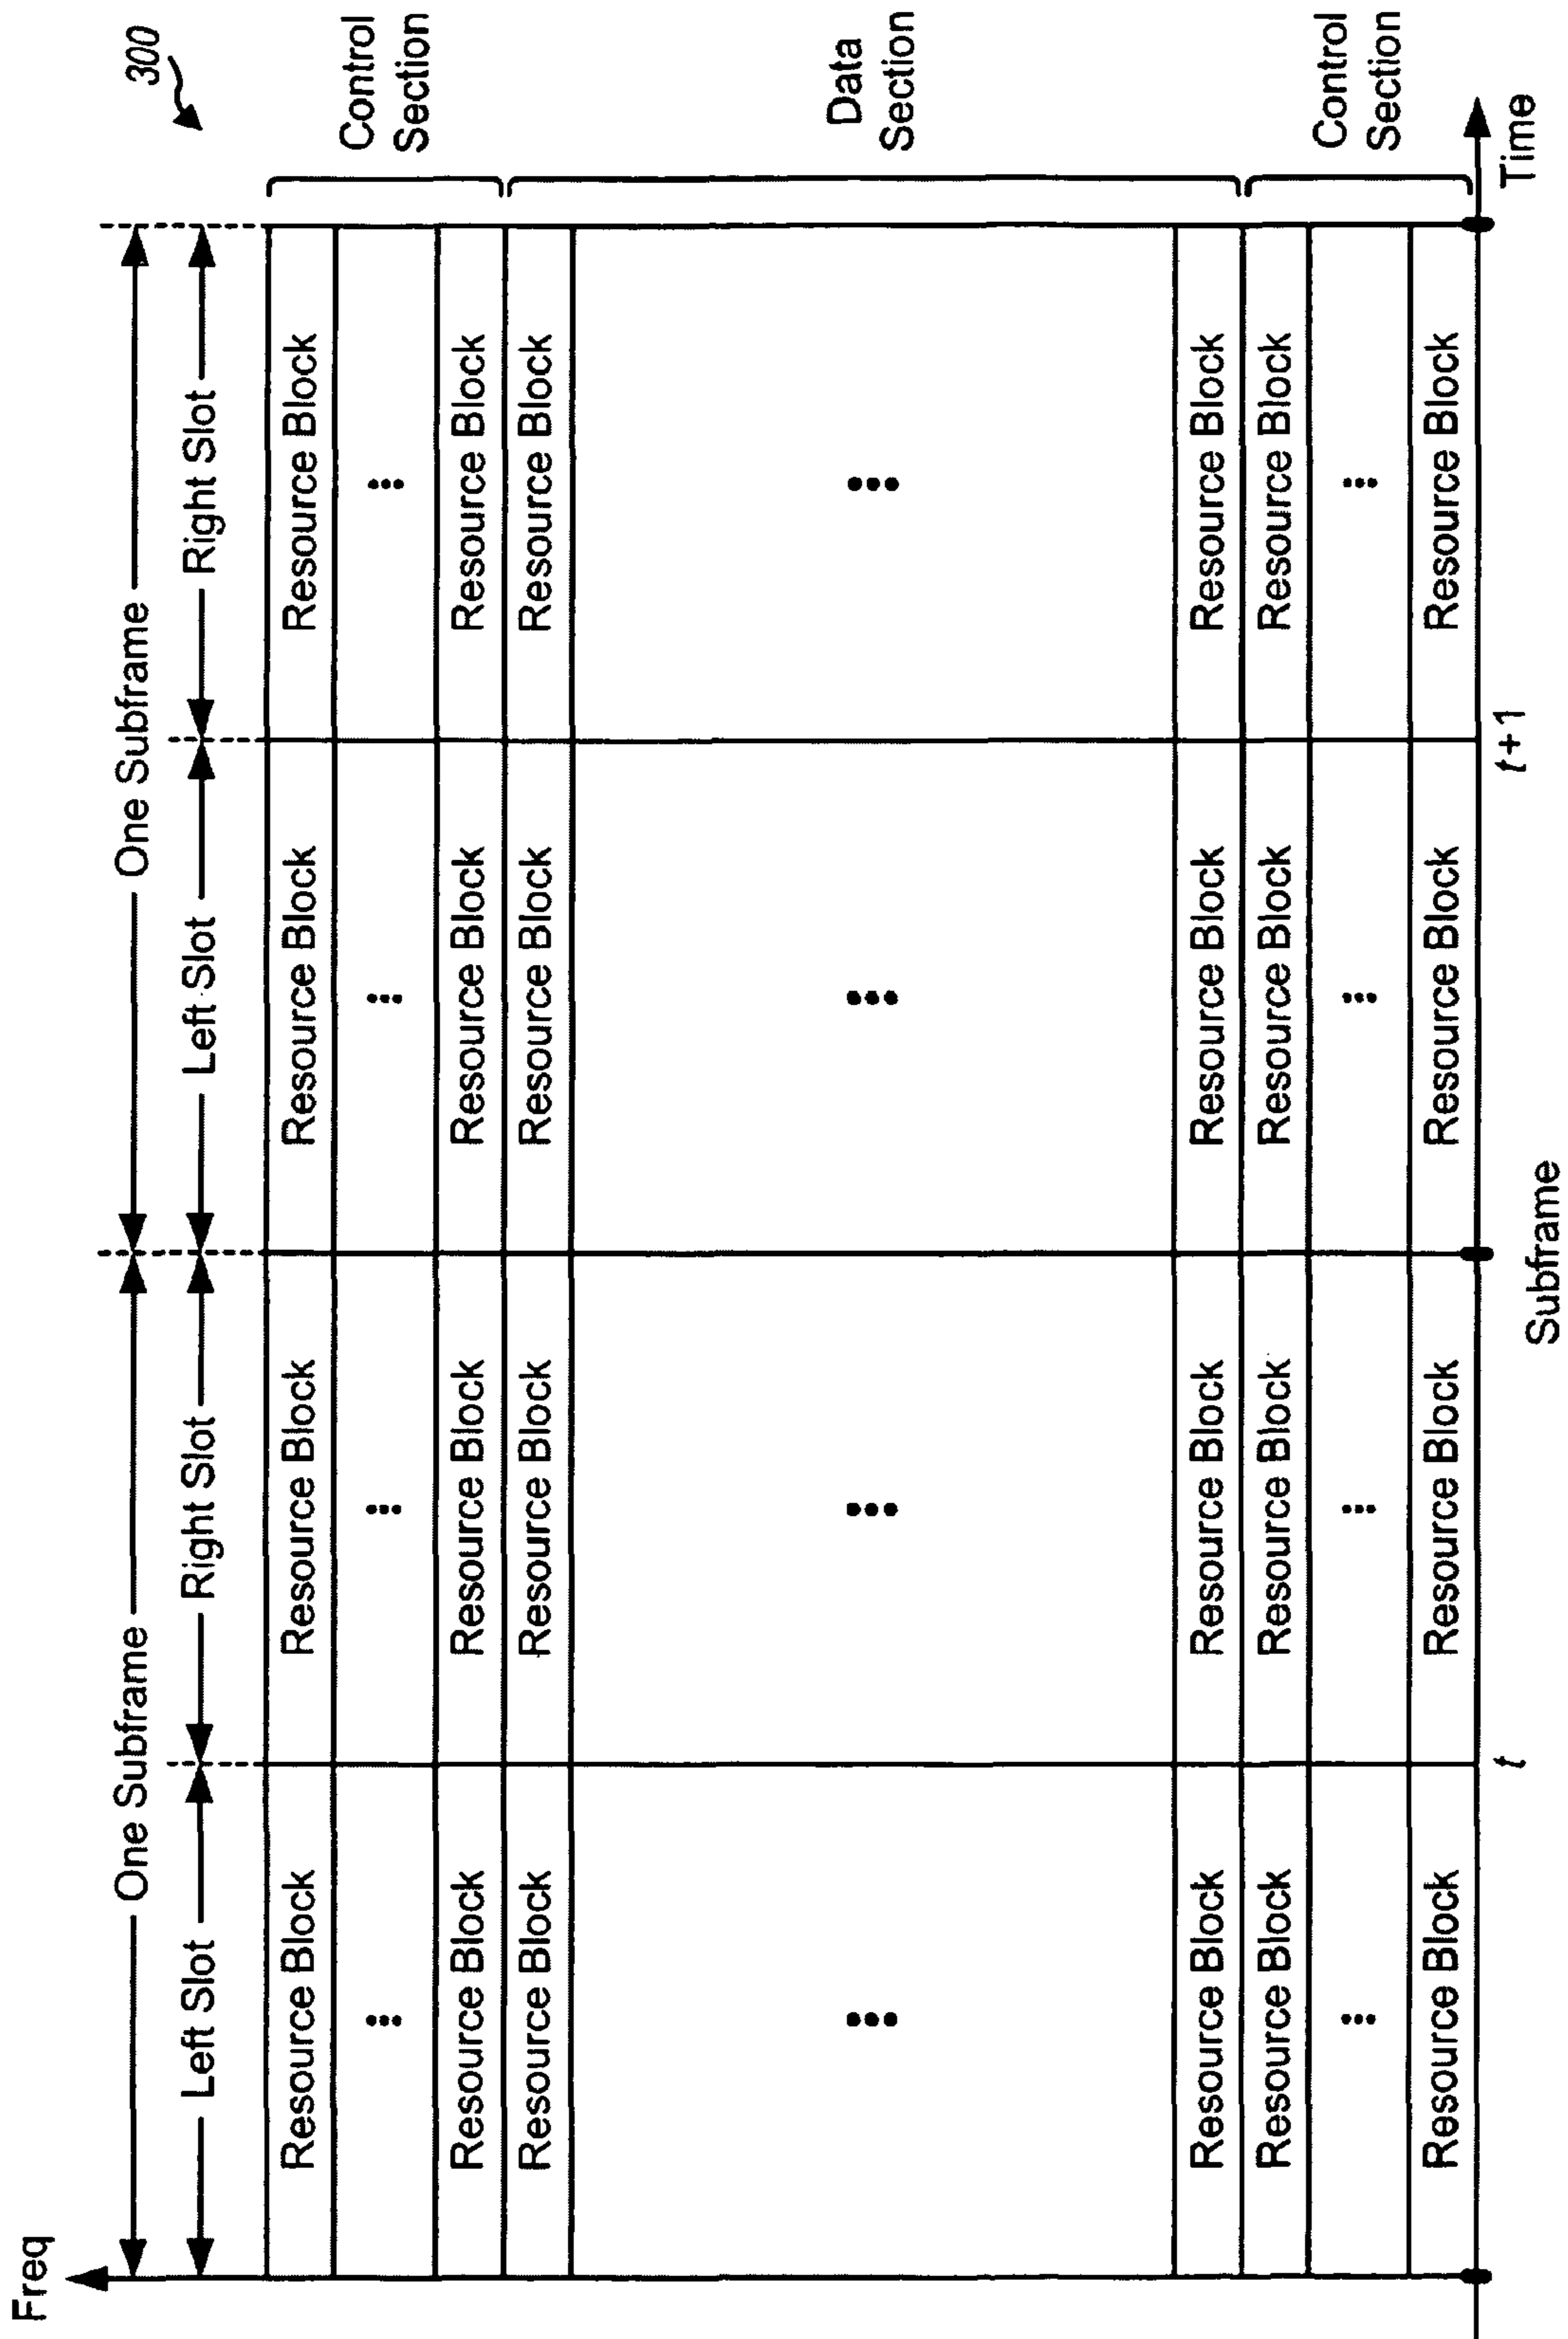 300
Freq
One Subframe
One Subframe
Left Slot
Right Slot
Left Slot
Right Slot
Resource Block
Resource Block
Resource Block
Resource Block
...
...
...
...
Control
Section
Resource Block
Resource Block
Resource Block
Resource Block
Resource Block
Resource Block
Resource Block
Resource Block
...
...
...
...
Data
Section
Resource Block
Resource Block
Resource Block
Resource Block
Resource Block
Resource Block
Resource Block
Resource Block
...
...
...
...
Control
Section
Resource Block
Resource Block
Resource Block
Resource Block
t
t+1
Time
Subframe